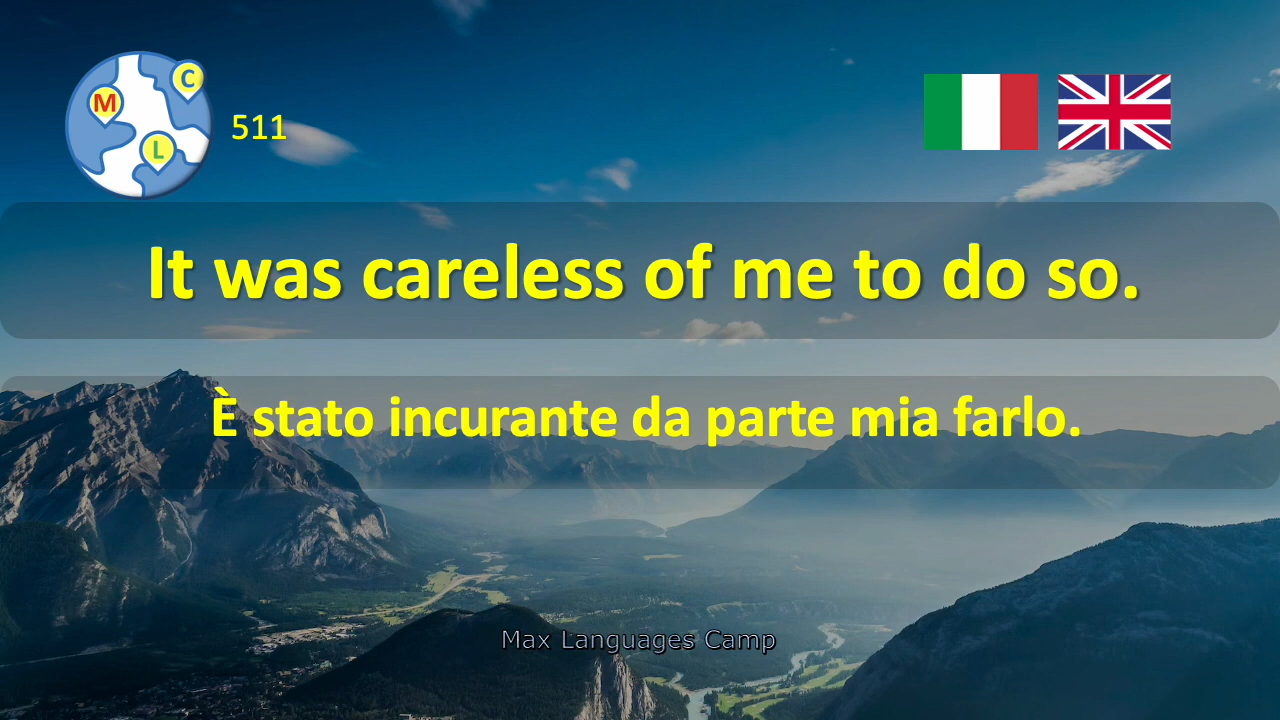 C
M
L
511
It was careless of me to do so.
È stato incurante da parte mia farlo.
Max Languages Camp